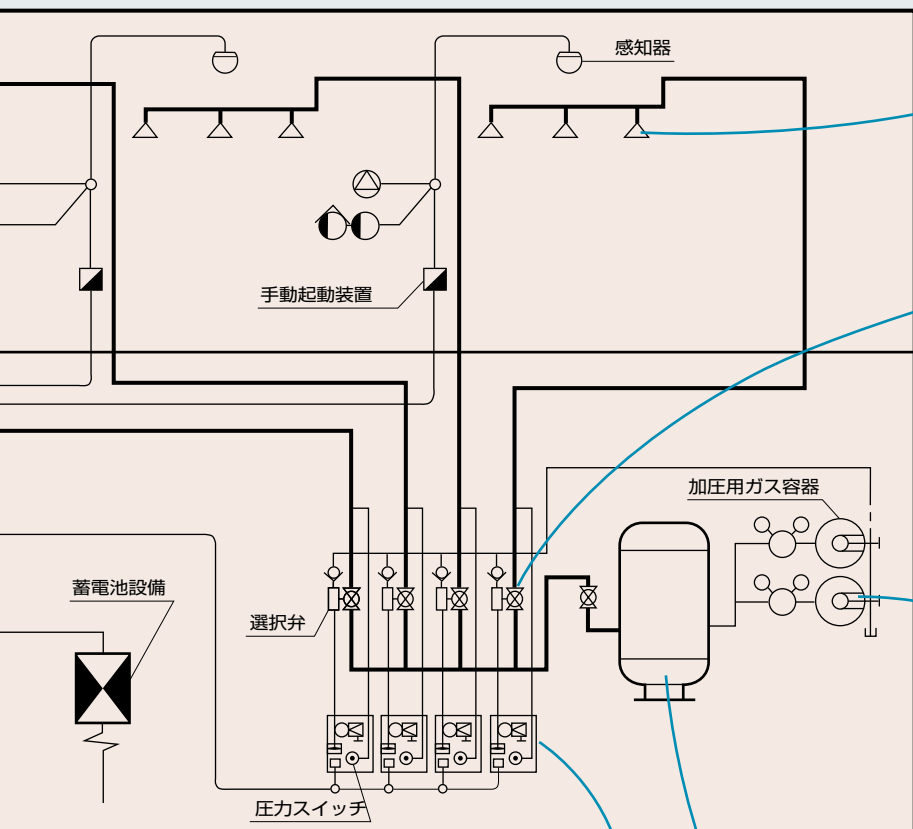 感知器
手動起動装置
加圧用ガス容器
蓄電池設備
選択弁
圧力スイッチ